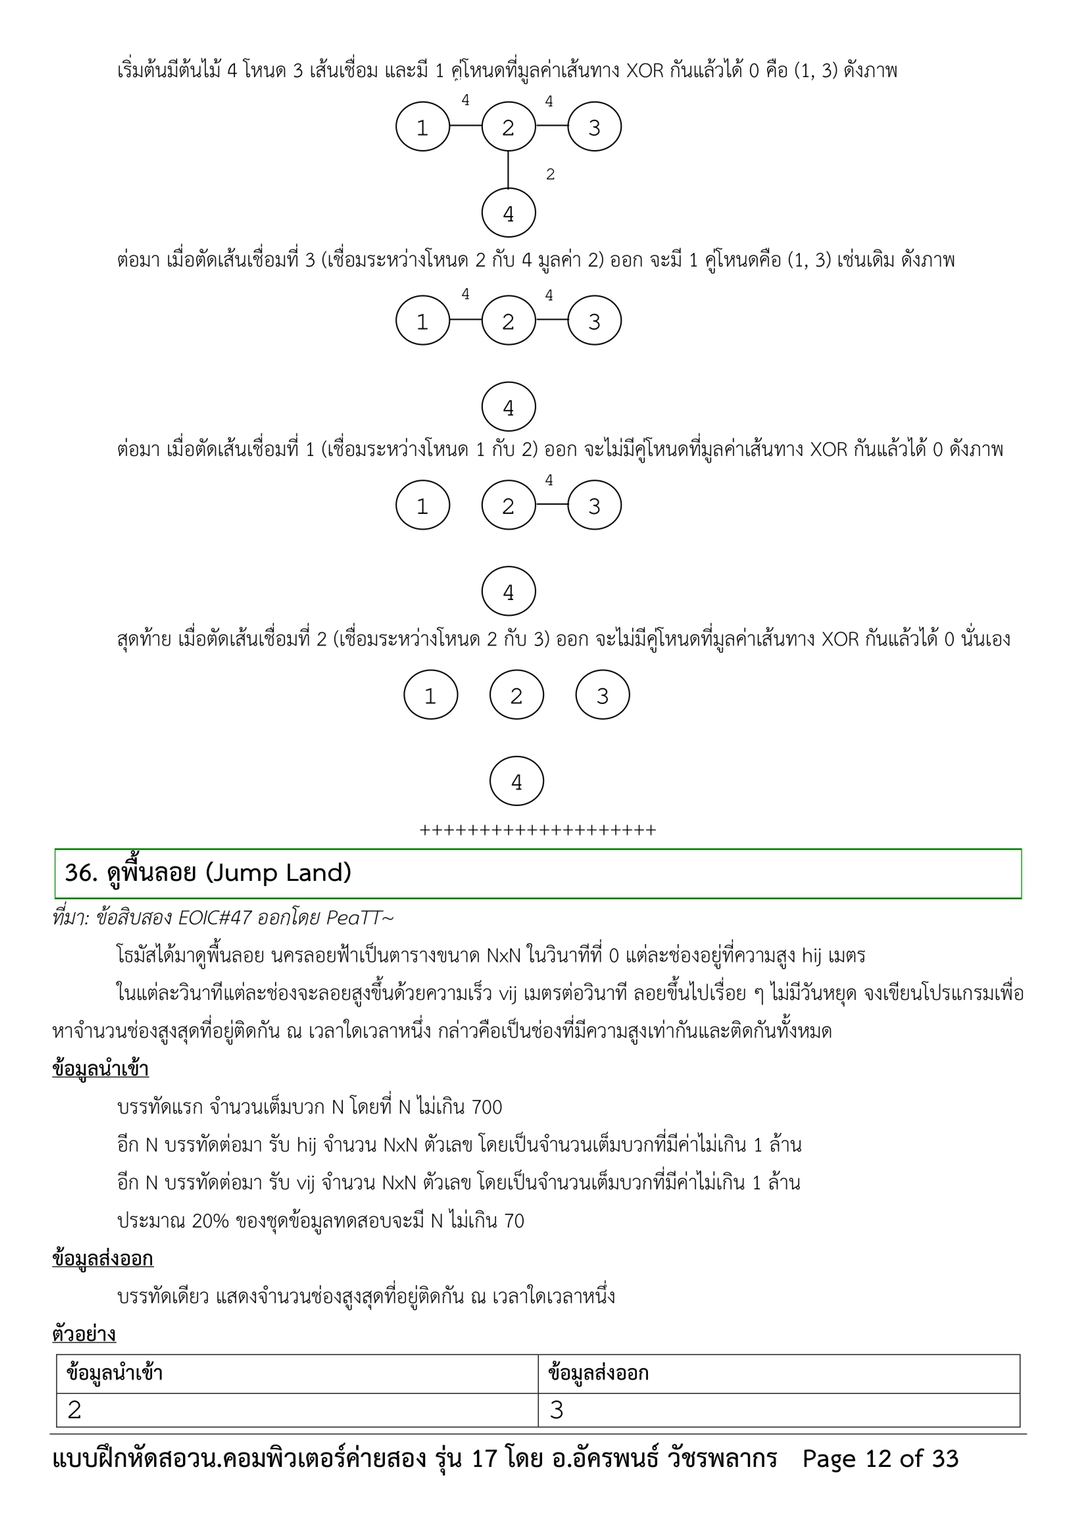 เริ่มต้นมีต้นไม้ 4 โหนด 3 เส้นเชื่อม และมี 1 คู่โหนดที่มูลค่าเส้นทาง XOR กันแล้วได้ 0 คือ (1, 3) ดังภาพ
4 4
1 2 3
2
4
ต่อมา เมื่อตัดเส้นเชื่อมที่ 3 (เชื่อมระหว่างโหนด 2 กับ 4 มูลค่า 2) ออก จะมี 1 คู่โหนดคือ (1, 3) เช่นเดิม ดังภาพ
4 4
1 2 3
4
ต่อมา เมื่อตัดเส้นเชื่อมที่ 1 (เชื่อมระหว่างโหนด 1 กับ 2) ออก จะไม่มีคู่โหนดที่มูลค่าเส้นทาง XOR กันแล้วได้ 0 ดังภาพ
4
1 2 3
4
สุดท้าย เมื่อตัดเส้นเชื่อมที่ 2 (เชื่อมระหว่างโหนด 2 กับ 3) ออก จะไม่มีคู่โหนดที่มูลค่าเส้นทาง XOR กันแล้วได้ 0 นั่นเอง
1 2 3
4
++++++++++++++++++++
36. ดูพื้นลอย (Jump Land)
ที่มา: ข้อสิบสอง EOIC#47 ออกโดย PeaTT~
โธมัสได้มาดูพื้นลอย นครลอยฟ้าเป็นตารางขนาด NxN ในวินาทีที่ 0 แต่ละช่องอยู่ที่ความสูง hij เมตร
ในแต่ละวินาทีแต่ละช่องจะลอยสูงขึ้นด้วยความเร็ว vij เมตรต่อวินาที ลอยขึ้นไปเรื่อย ๆ ไม่มีวันหยุด จงเขียนโปรแกรมเพื่อ
หาจำนวนช่องสูงสุดที่อยู่ติดกัน ณ เวลาใดเวลาหนึ่ง กล่าวคือเป็นช่องที่มีความสูงเท่ากันและติดกันทั้งหมด
ข้อมูลนำเข้า
บรรทัดแรก จำนวนเต็มบวก N โดยที่ N ไม่เกิน 700
อีก N บรรทัดต่อมา รับ hij จำนวน NxN ตัวเลข โดยเป็นจำนวนเต็มบวกที่มีค่าไม่เกิน 1 ล้าน
อีก N บรรทัดต่อมา รับ vij จำนวน NxN ตัวเลข โดยเป็นจำนวนเต็มบวกที่มีค่าไม่เกิน 1 ล้าน
ประมาณ 20% ของชุดข้อมูลทดสอบจะมี N ไม่เกิน 70
ข้อมูลส่งออก
บรรทัดเดียว แสดงจำนวนช่องสูงสุดที่อยู่ติดกัน ณ เวลาใดเวลาหนึ่ง
ตัวอย่าง
ข้อมูลนำเข้า ข้อมูลส่งออก
2 3
แบบฝึกหัดสอวน.คอมพิวเตอร์ค่ายสอง รุ่น 17 โดย อ.อัครพนธ์ วัชรพลากร Page 12 of 33